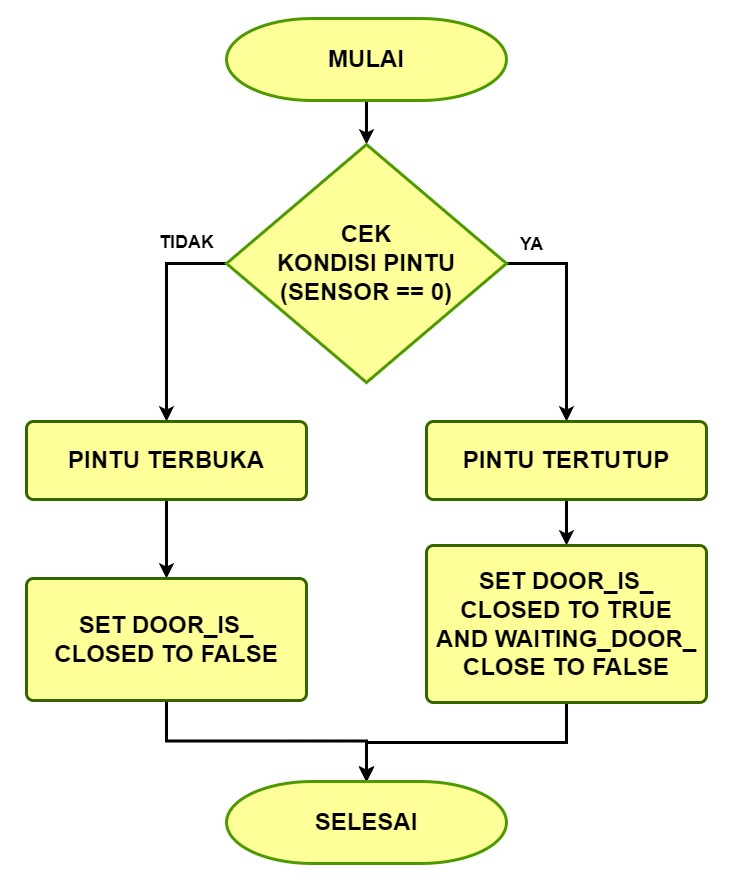 MULAI
CEK
KONDISI PINTU
(SENSOR == 0)
TIDAK
YA
PINTU TERBUKA
PINTU TERTUTUP
SET DOOR_IS_
CLOSED TO FALSE
SET DOOR_IS_
CLOSED TO TRUE
AND WAITING_DOOR_
CLOSE TO FALSE
SELESAI